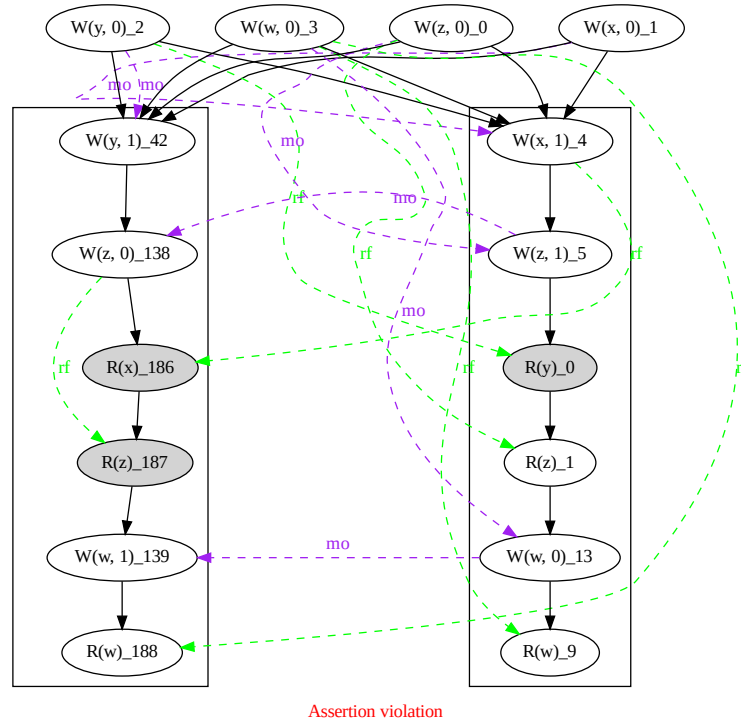 W(y, 0)_2
W(w, 0)_3
W(z, 0)_0
W(x, 0)_1
mo
mo
W(y, 1)_42
W(x, 1)_4
mo
mo
rf
W(z, 0)_138
W(z, 1)_5
rf
rf
mo
rf
R(x)_186
rf
R(y)_0
R(z)_187
R(z)_1
mo
W(w, 1)_139
W(w, 0)_13
R(w)_188
R(w)_9
Assertion violation